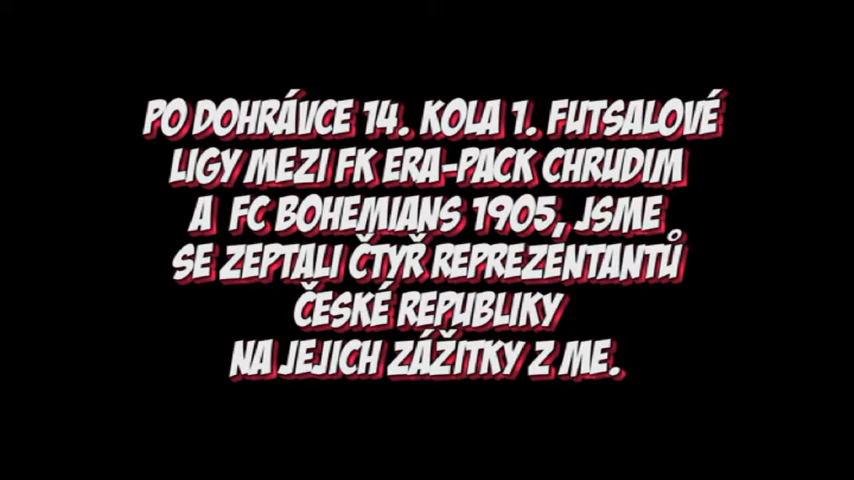 PO DOHRÁVCE 14. KOLA 1. FUTSALOVÉ
LIGY MEZI FK ERA-PACK CHRUDIM
A FC BOHEMIANS 1905, JSME
SE ZEPTALI ČTYŘ REPREZENTANTŮ
ČESKÉ REPUBLIKY
NA JEJICH ZÁŽITKY Z ME.